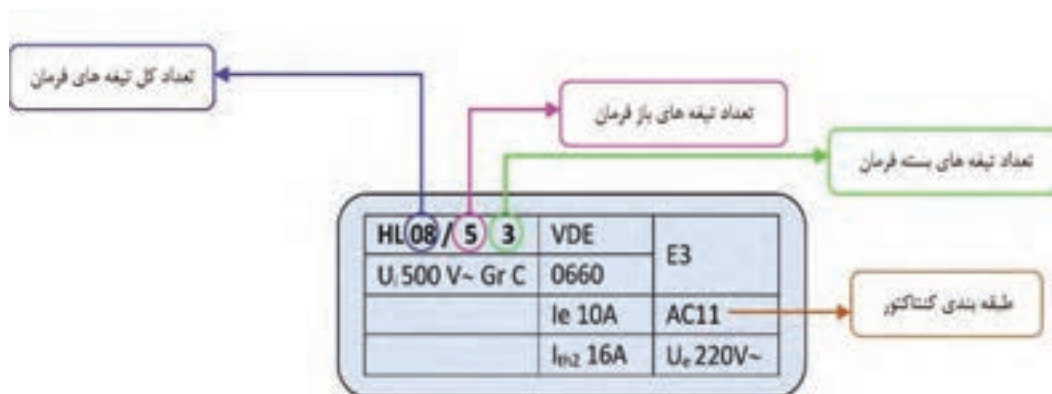 تعداد کل تیغه های فرمان
تعداد تیغه های باز فرمان
تعداد تیغه های بسته فرمان
HL 08 / 5 3 VDE E3
Uᵢ 500 V~ Gr C 0660
Ie 10A AC11
Iₜₕ₂ 16A Uₑ 220V~
طبقه بندی کنتاکتور